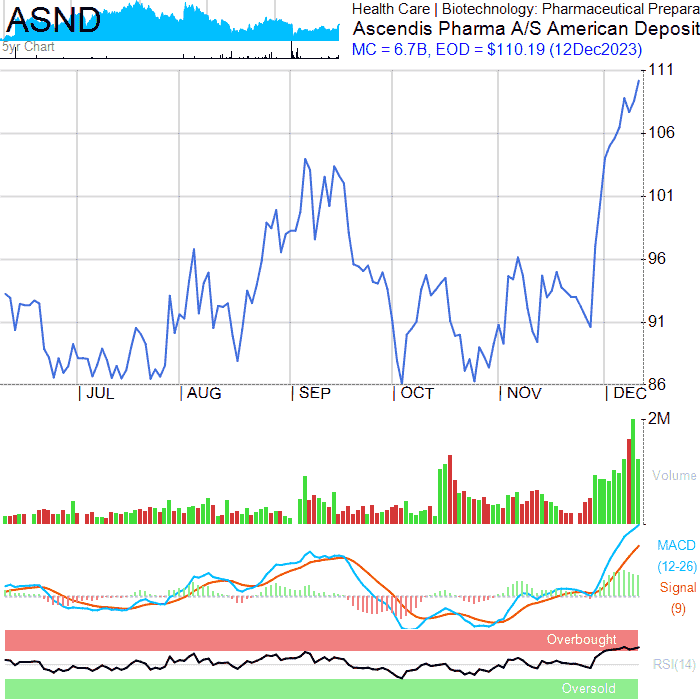 ASND
5yr Chart
Health Care | Biotechnology: Pharmaceutical Prepara
Ascendis Pharma A/S American Deposit
MC = 6.7B, EOD = $110.19 (12Dec2023)
111
106
101
96
91
86
| JUL | AUG | SEP | OCT | NOV | DEC
2M
Volume
MACD
(12-26)
Signal
(9)
Overbought
RSI(14)
Oversold